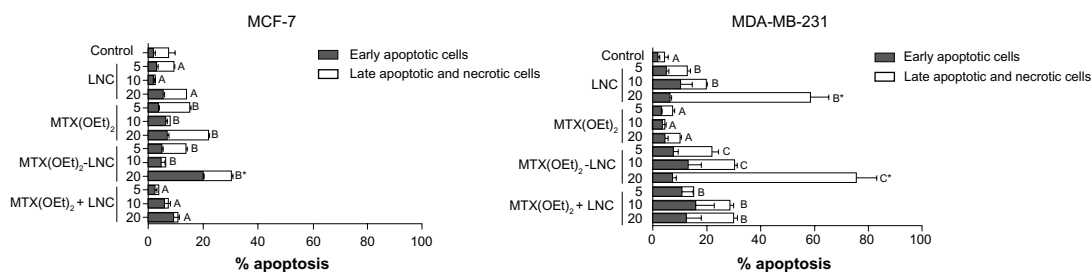 MCF-7
Early apoptotic cells
Late apoptotic and necrotic cells
Control
LNC
5 A
10 A
20 A
MTX(OEt)₂
5 B
10 B
20 B
MTX(OEt)₂-LNC
5 B
10 B
20 B*
MTX(OEt)₂ + LNC
5 A
10 A
20 A
0 20 40 60 80 100
% apoptosis
MDA-MB-231
Early apoptotic cells
Late apoptotic and necrotic cells
Control A
LNC
5 B
10 B
20 B*
MTX(OEt)₂
5 A
10 A
20 A
MTX(OEt)₂-LNC
5 C
10 C
20 C*
MTX(OEt)₂ + LNC
5 B
10 B
20 B
0 20 40 60 80 100
% apoptosis